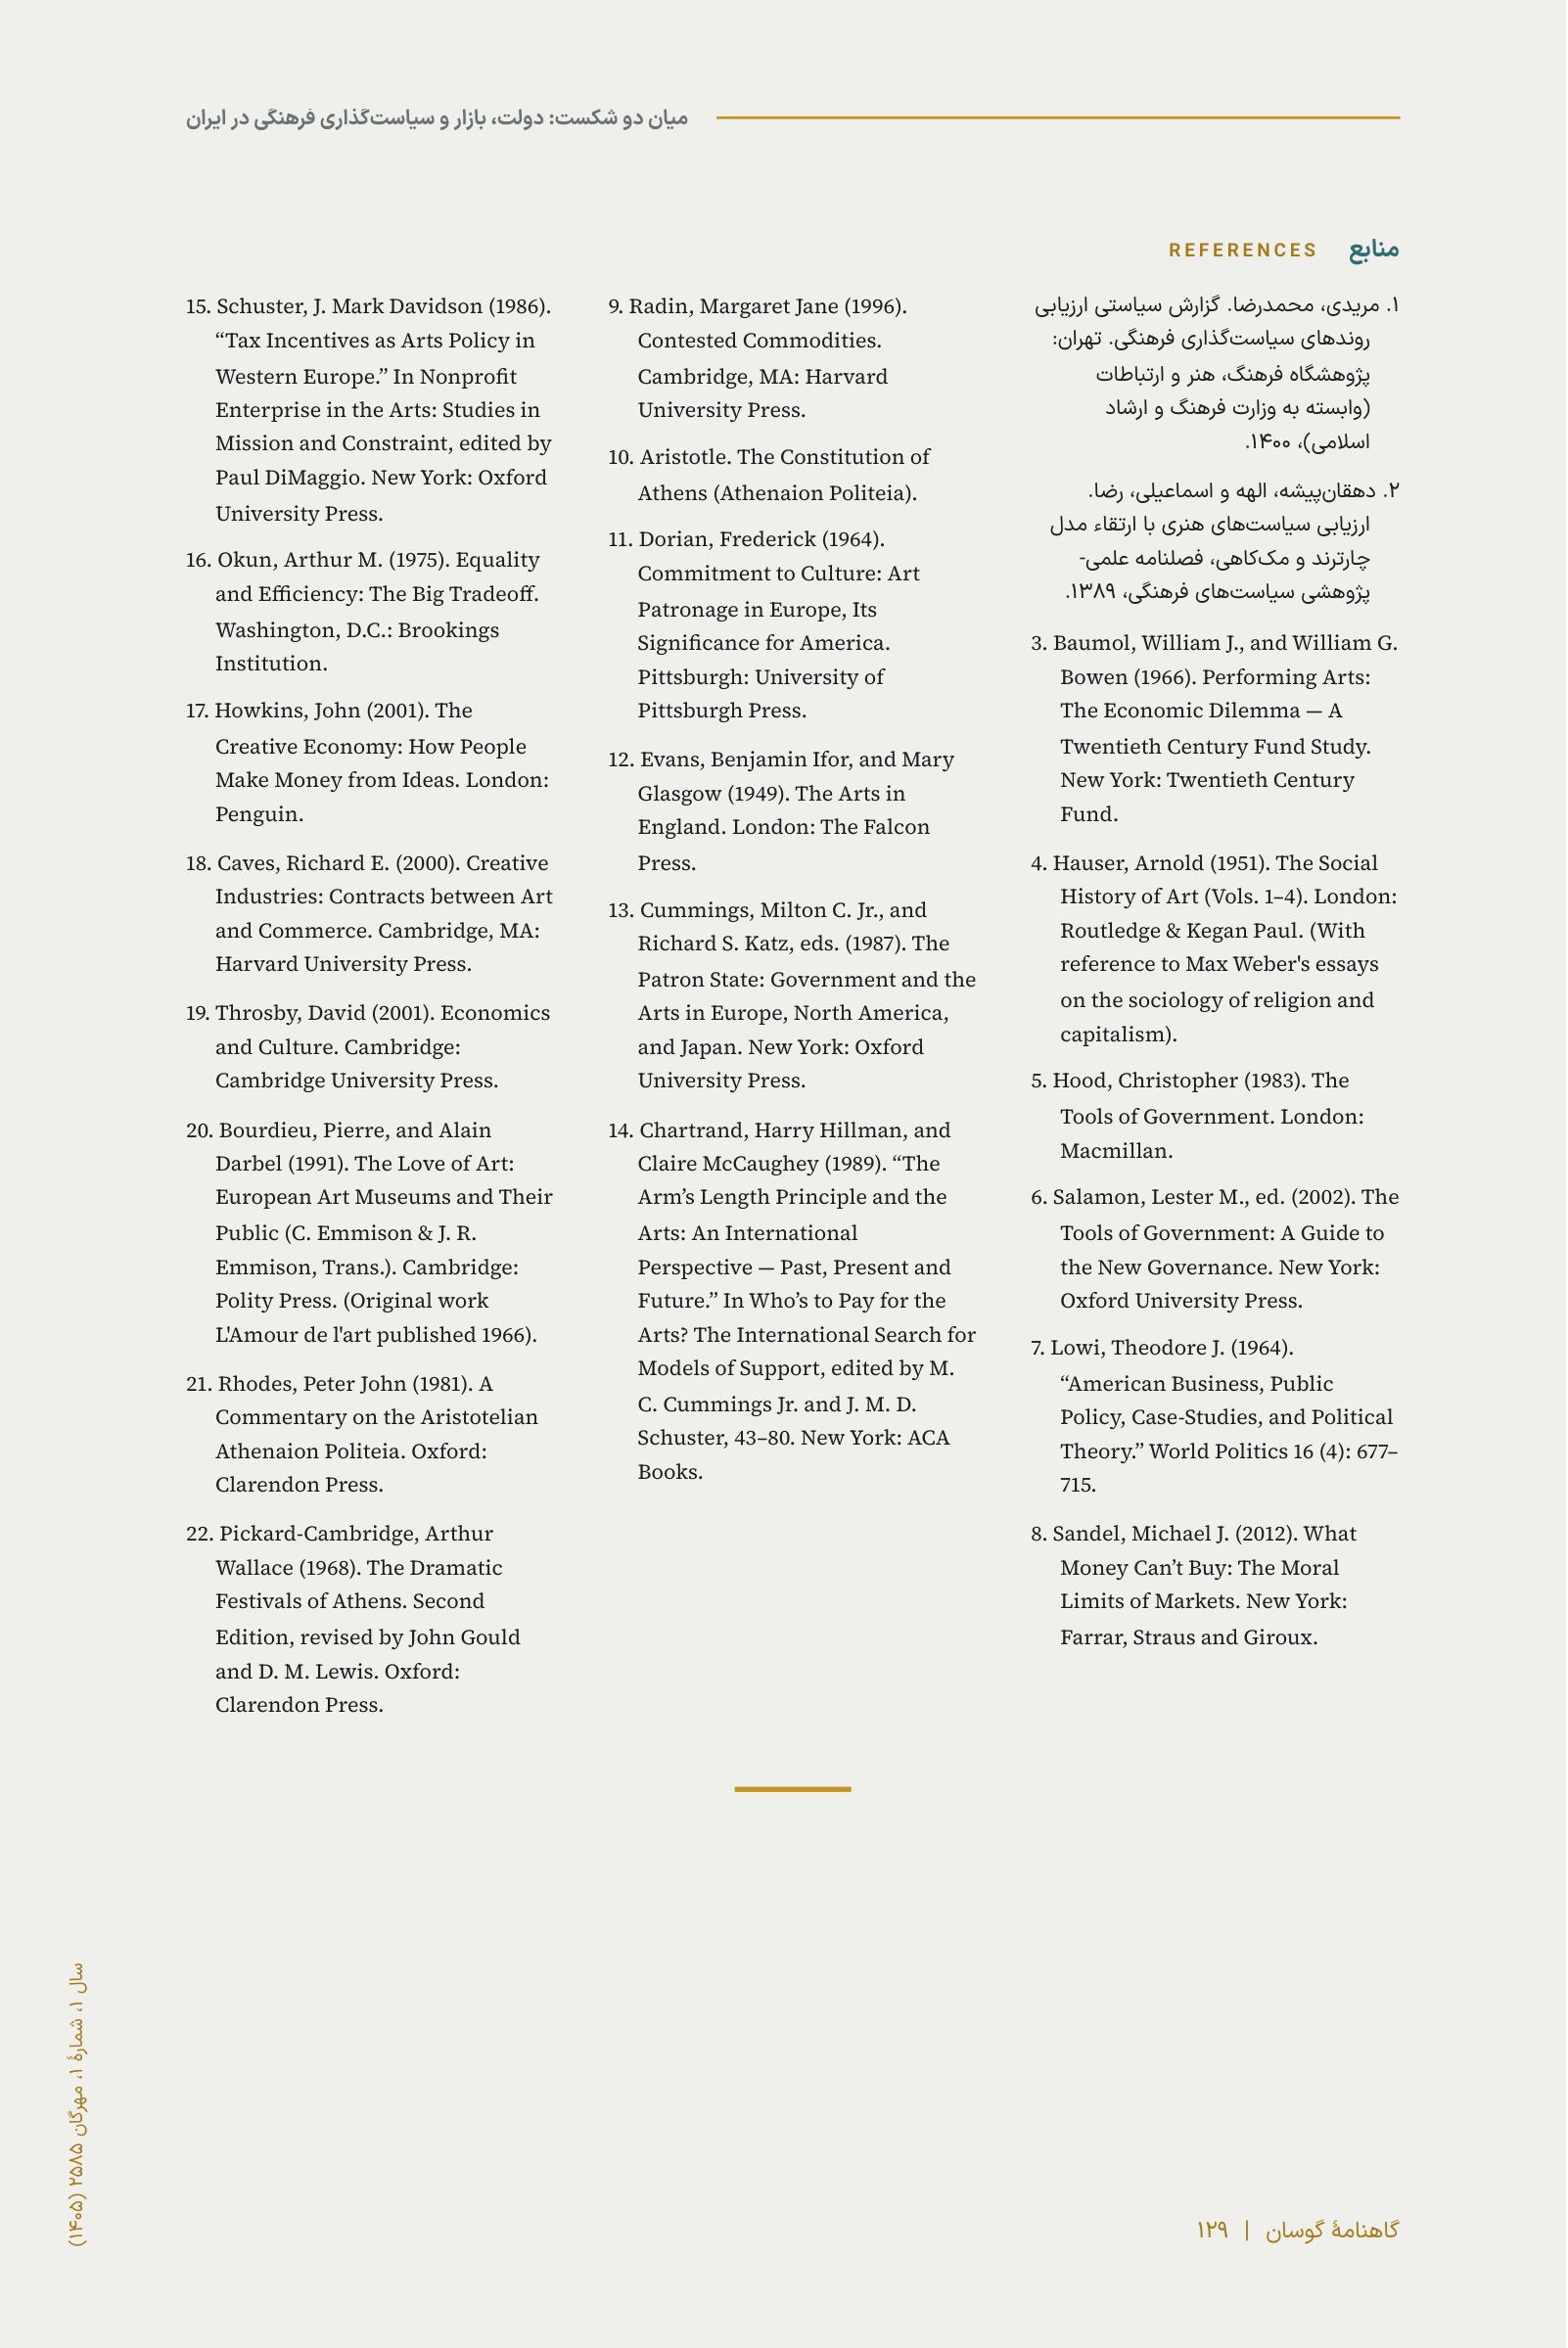 میان دو شکست: دولت، بازار و سیاست‌گذاری فرهنگی در ایران
منابع REFERENCES
۱. مریدی، محمدرضا. گزارش سیاستی ارزیابی
روندهای سیاست‌گذاری فرهنگی. تهران:
پژوهشگاه فرهنگ، هنر و ارتباطات
(وابسته به وزارت فرهنگ و ارشاد
اسلامی)، ۱۴۰۰.
۲. دهقان‌پیشه، الهه و اسماعیلی، رضا.
ارزیابی سیاست‌های هنری با ارتقاء مدل
چارترند و مک‌کاهی، فصلنامه علمی-
پژوهشی سیاست‌های فرهنگی، ۱۳۸۹.
3. Baumol, William J., and William G.
Bowen (1966). Performing Arts:
The Economic Dilemma — A
Twentieth Century Fund Study.
New York: Twentieth Century
Fund.
4. Hauser, Arnold (1951). The Social
History of Art (Vols. 1–4). London:
Routledge & Kegan Paul. (With
reference to Max Weber's essays
on the sociology of religion and
capitalism).
5. Hood, Christopher (1983). The
Tools of Government. London:
Macmillan.
6. Salamon, Lester M., ed. (2002). The
Tools of Government: A Guide to
the New Governance. New York:
Oxford University Press.
7. Lowi, Theodore J. (1964).
“American Business, Public
Policy, Case-Studies, and Political
Theory.” World Politics 16 (4): 677–
715.
8. Sandel, Michael J. (2012). What
Money Can’t Buy: The Moral
Limits of Markets. New York:
Farrar, Straus and Giroux.
9. Radin, Margaret Jane (1996).
Contested Commodities.
Cambridge, MA: Harvard
University Press.
10. Aristotle. The Constitution of
Athens (Athenaion Politeia).
11. Dorian, Frederick (1964).
Commitment to Culture: Art
Patronage in Europe, Its
Significance for America.
Pittsburgh: University of
Pittsburgh Press.
12. Evans, Benjamin Ifor, and Mary
Glasgow (1949). The Arts in
England. London: The Falcon
Press.
13. Cummings, Milton C. Jr., and
Richard S. Katz, eds. (1987). The
Patron State: Government and the
Arts in Europe, North America,
and Japan. New York: Oxford
University Press.
14. Chartrand, Harry Hillman, and
Claire McCaughey (1989). “The
Arm’s Length Principle and the
Arts: An International
Perspective — Past, Present and
Future.” In Who’s to Pay for the
Arts? The International Search for
Models of Support, edited by M.
C. Cummings Jr. and J. M. D.
Schuster, 43–80. New York: ACA
Books.
15. Schuster, J. Mark Davidson (1986).
“Tax Incentives as Arts Policy in
Western Europe.” In Nonprofit
Enterprise in the Arts: Studies in
Mission and Constraint, edited by
Paul DiMaggio. New York: Oxford
University Press.
16. Okun, Arthur M. (1975). Equality
and Efficiency: The Big Tradeoff.
Washington, D.C.: Brookings
Institution.
17. Howkins, John (2001). The
Creative Economy: How People
Make Money from Ideas. London:
Penguin.
18. Caves, Richard E. (2000). Creative
Industries: Contracts between Art
and Commerce. Cambridge, MA:
Harvard University Press.
19. Throsby, David (2001). Economics
and Culture. Cambridge:
Cambridge University Press.
20. Bourdieu, Pierre, and Alain
Darbel (1991). The Love of Art:
European Art Museums and Their
Public (C. Emmison & J. R.
Emmison, Trans.). Cambridge:
Polity Press. (Original work
L'Amour de l'art published 1966).
21. Rhodes, Peter John (1981). A
Commentary on the Aristotelian
Athenaion Politeia. Oxford:
Clarendon Press.
22. Pickard-Cambridge, Arthur
Wallace (1968). The Dramatic
Festivals of Athens. Second
Edition, revised by John Gould
and D. M. Lewis. Oxford:
Clarendon Press.
سال ۱، شمارهٔ ۱، مهرگان ۲۵۸۵ (۱۴۰۵)
گاهنامهٔ گوسان | ۱۲۹